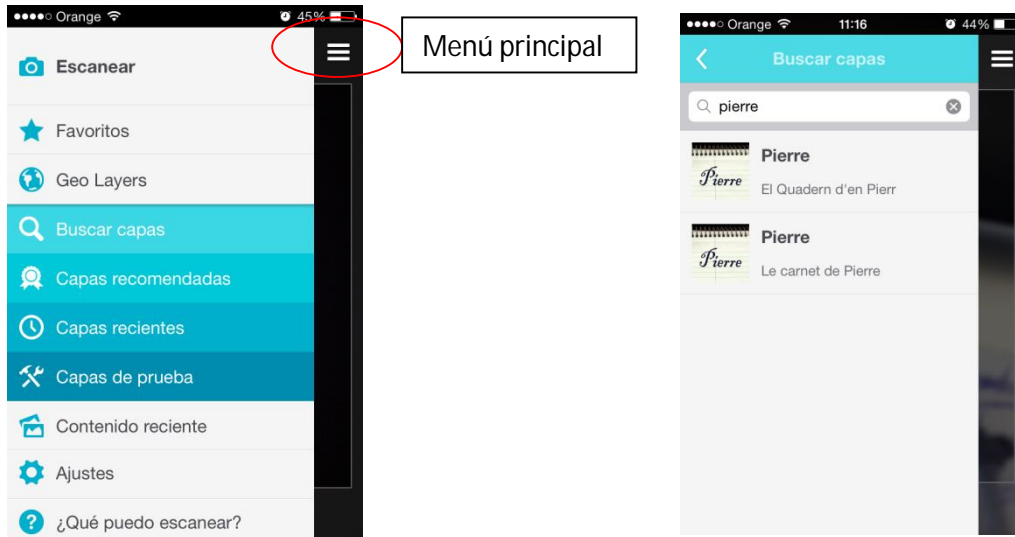 Orange
45%
Menú principal
Escanear
Favoritos
Geo Layers
Buscar capas
Capas recomendadas
Capas recientes
Capas de prueba
Contenido reciente
Ajustes
¿Qué puedo escanear?
Orange 11:16 44%
Buscar capas
pierre
Pierre
Pierre
El Quadern d'en Pierr
Pierre
Pierre
Le carnet de Pierre